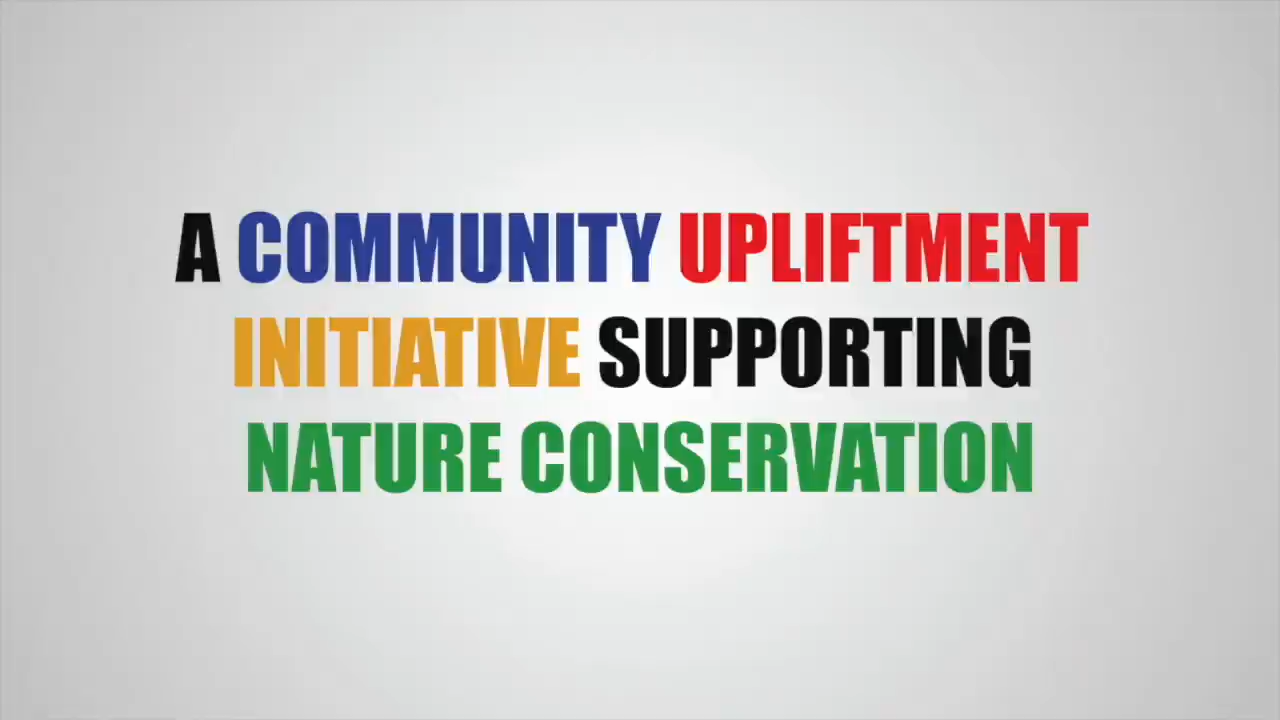 A COMMUNITY UPLIFTMENT
INITIATIVE SUPPORTING
NATURE CONSERVATION